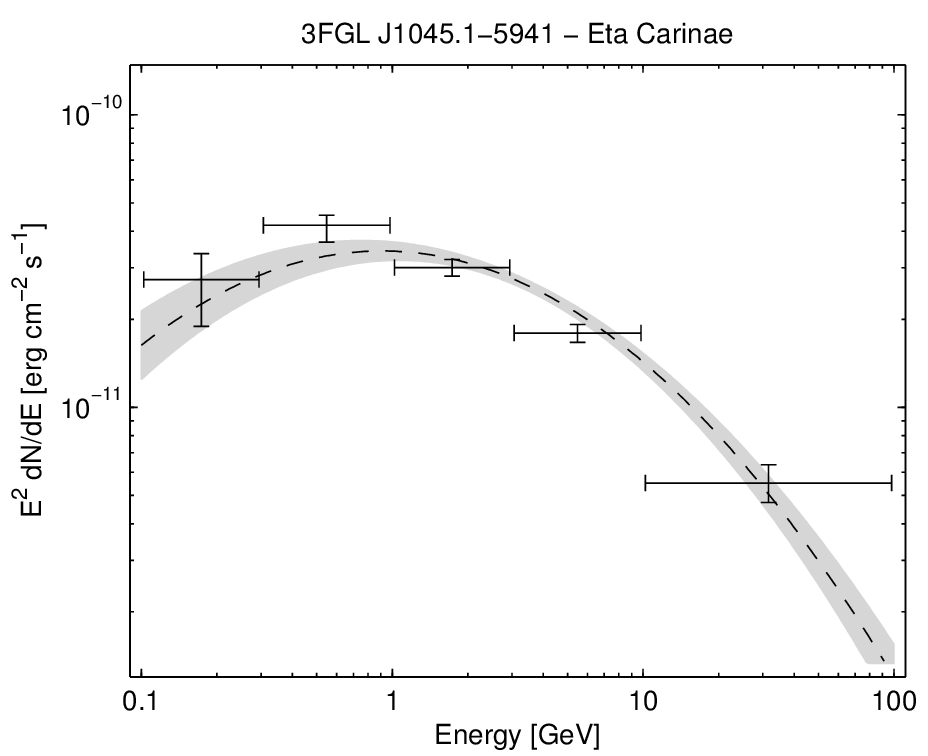 3FGL J1045.1−5941 − Eta Carinae
10⁻¹⁰
10⁻¹¹
E² dN/dE [erg cm⁻² s⁻¹]
0.1 1 10 100
Energy [GeV]